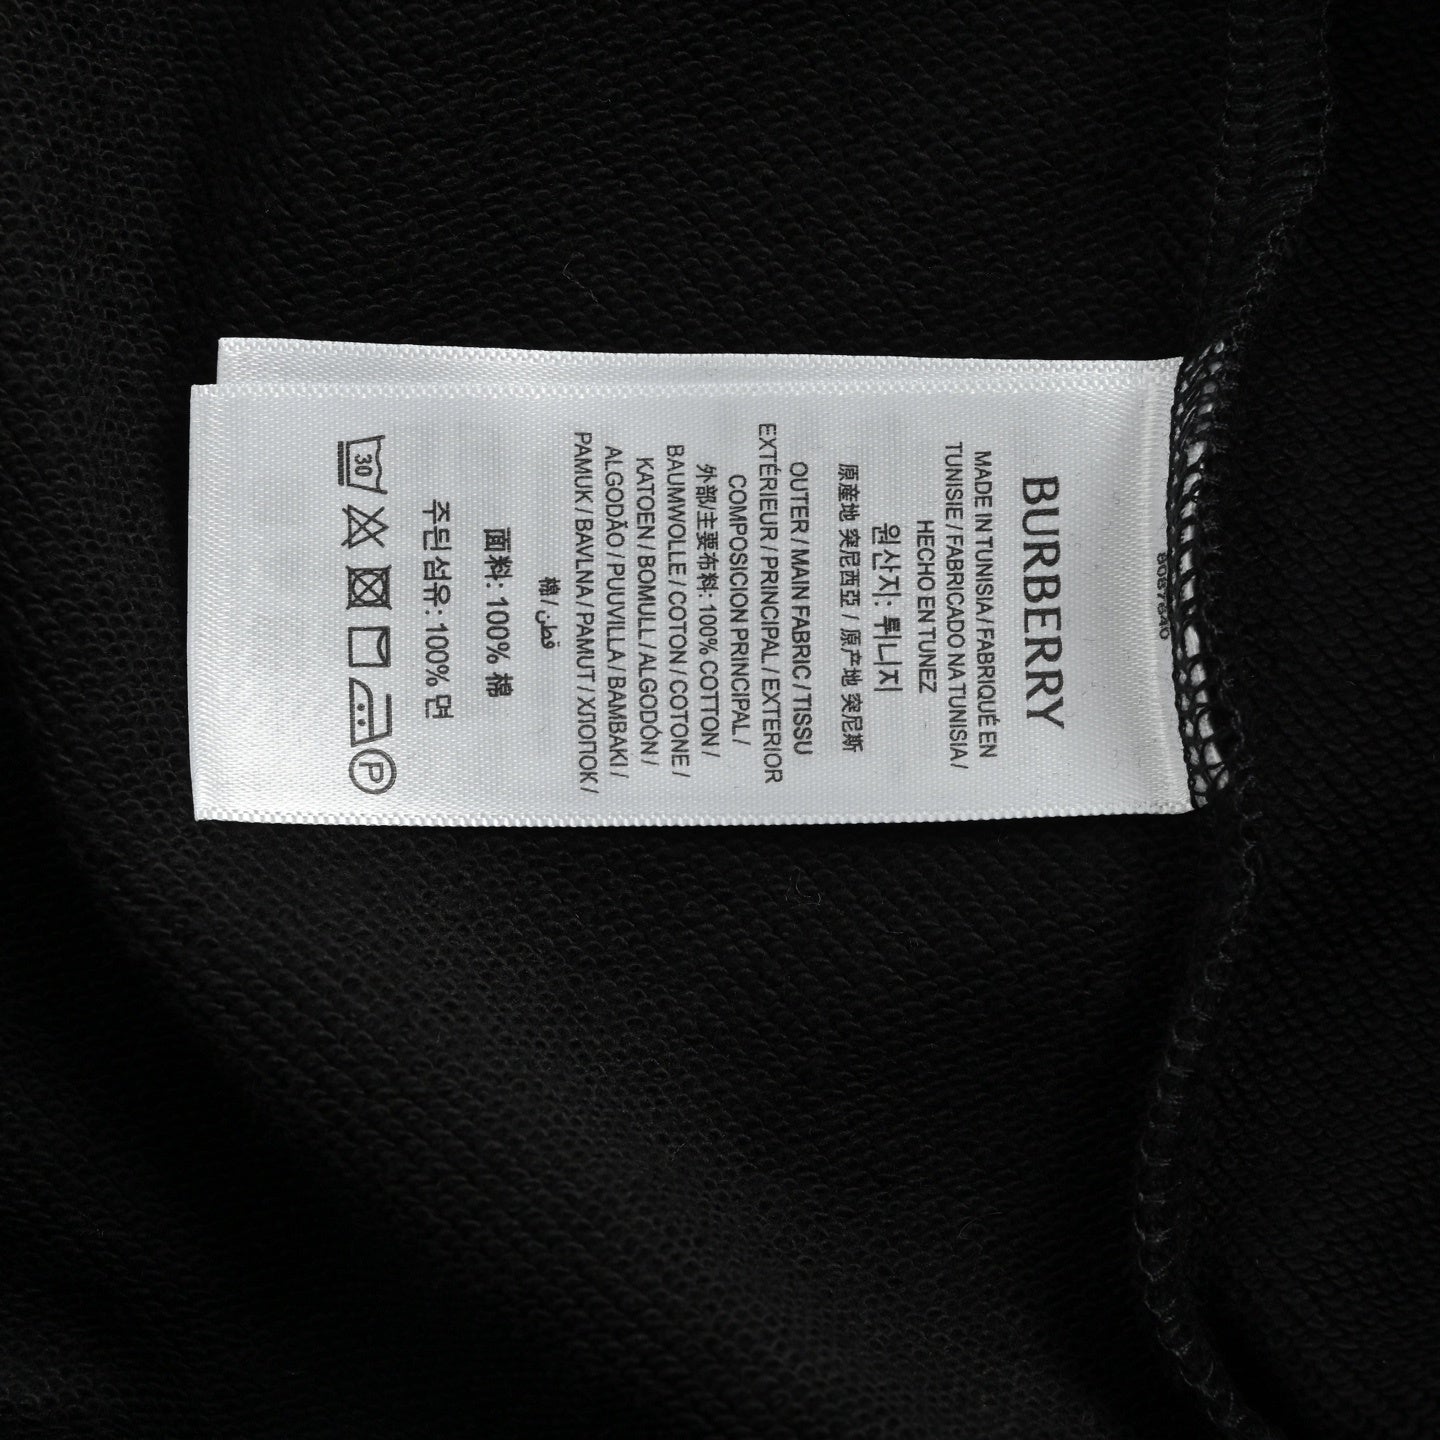 BURBERRY
MADE IN TUNISIA / FABRIQUÉ EN
TUNISIE / FABRICADO NA TUNISIA /
HECHO EN TUNEZ
원산지: 튀니지
原產地 突尼西亞 / 原产地 突尼斯
OUTER / MAIN FABRIC / TISSU
EXTÉRIEUR / PRINCIPAL / EXTERIOR
COMPOSICION PRINCIPAL /
外部/主要布料: 100% COTTON /
BAUMWOLLE / COTON / COTONE /
KATOEN / BOMULL / ALGODÓN /
ALGODÃO / PUUVILLA / BAMBAKI /
PAMUK / BAVLNA / PAMUT / ХЛОПОК /
棉 / قطن
面料: 100% 棉
주된섬유: 100% 면
30
P